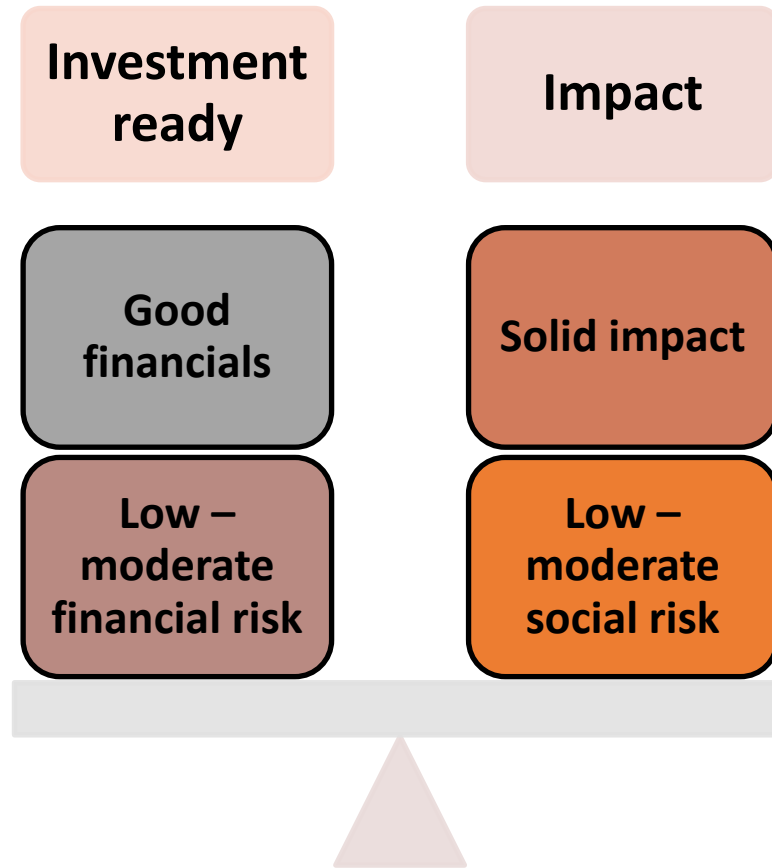 Investment
ready
Impact
Good
financials
Solid impact
Low –
moderate
financial risk
Low –
moderate
social risk